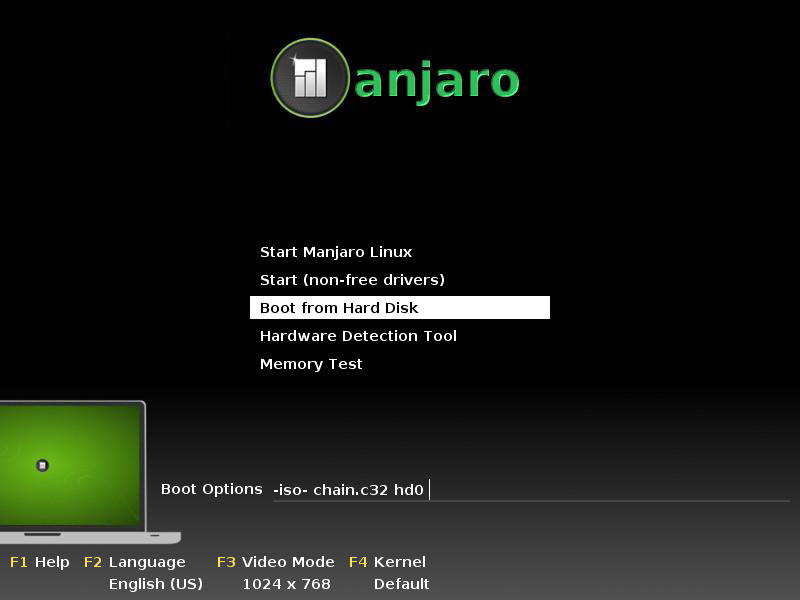 anjaro
Start Manjaro Linux
Start (non-free drivers)
Boot from Hard Disk
Hardware Detection Tool
Memory Test
Boot Options -iso- chain.c32 hd0
F1 Help F2 Language F3 Video Mode F4 Kernel
English (US) 1024 x 768 Default